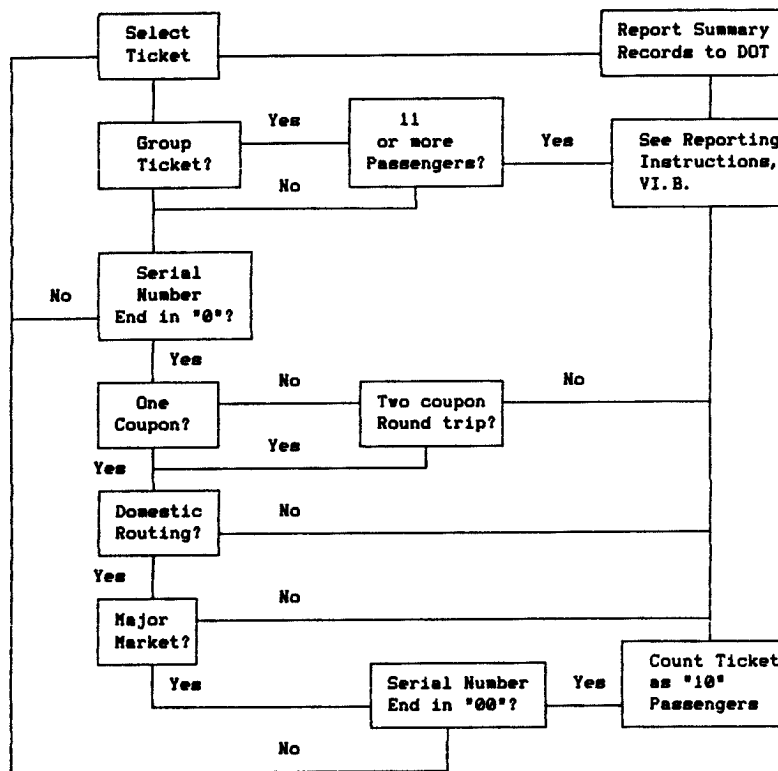 Select
Ticket
Report Summary
Records to DOT
Yes
Group
Ticket?
11
or more
Passengers?
Yes
See Reporting
Instructions,
VI.B.
No
Serial
Number
End in "0"?
No
Yes
One
Coupon?
No
Two coupon
Round trip?
No
Yes
Yes
Domestic
Routing?
No
Yes
Major
Market?
No
Yes
Serial Number
End in "00"?
Yes
Count Ticket
as "10"
Passengers
No